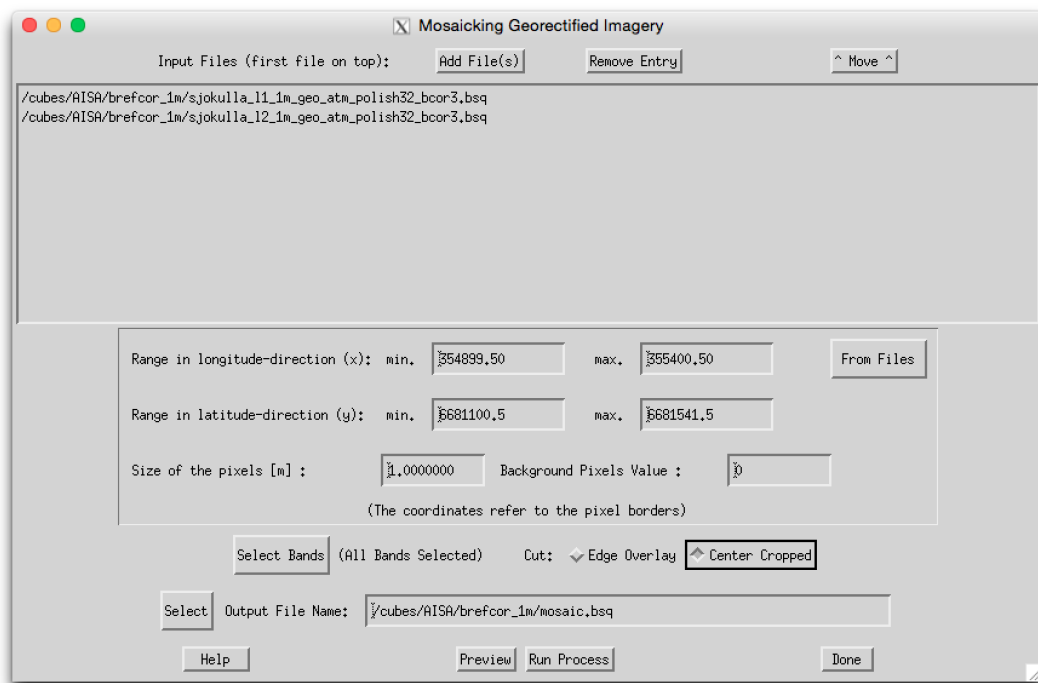 Mosaicking Georectified Imagery
Input Files (first file on top): Add File(s) Remove Entry ^ Move ^
/cubes/AISA/brefcor_1m/sjokulla_l1_1m_geo_atm_polish32_bcor3.bsq
/cubes/AISA/brefcor_1m/sjokulla_l2_1m_geo_atm_polish32_bcor3.bsq
Range in longitude-direction (x): min. 354899.50 max. 355400.50 From Files
Range in latitude-direction (y): min. 6681100.5 max. 6681541.5
Size of the pixels [m] : 1.0000000 Background Pixels Value : 0
(The coordinates refer to the pixel borders)
Select Bands (All Bands Selected) Cut: Edge Overlay Center Cropped
Select Output File Name: /cubes/AISA/brefcor_1m/mosaic.bsq
Help Preview Run Process Done